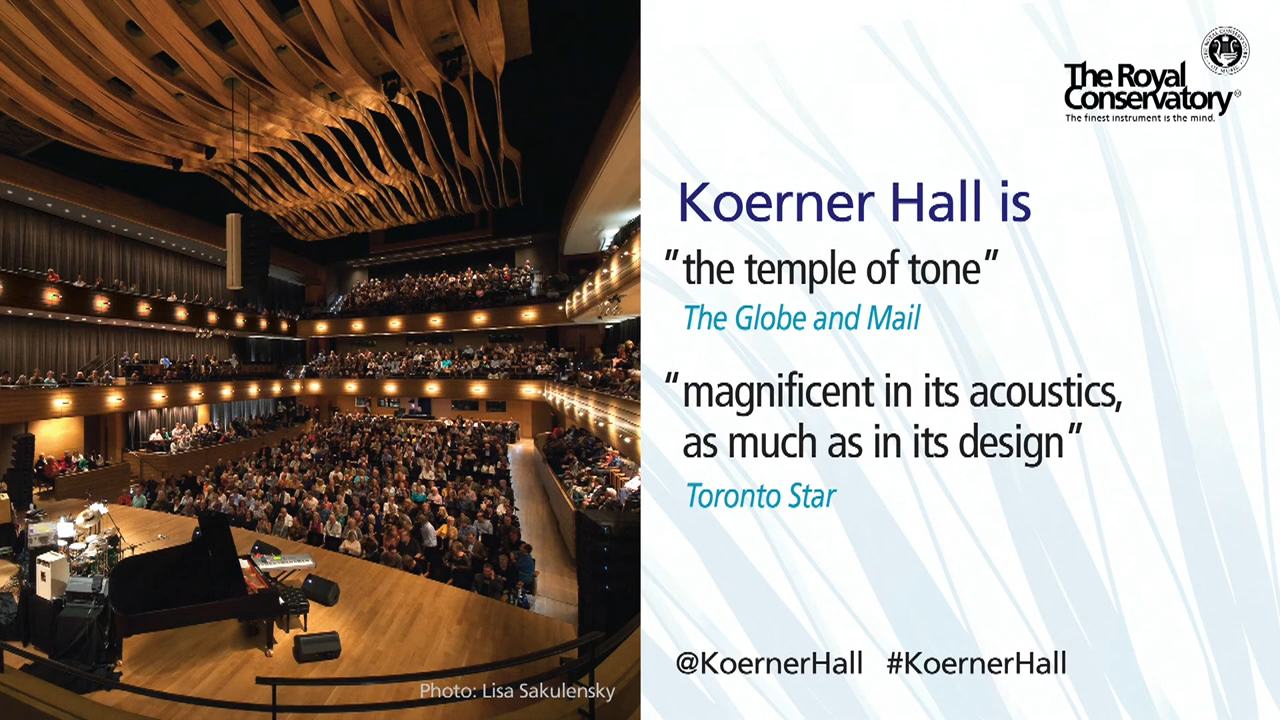 The Royal
Conservatory
The finest instrument is the mind.
Koerner Hall is
"the temple of tone"
The Globe and Mail
"magnificent in its acoustics,
as much as in its design"
Toronto Star
@KoernerHall #KoernerHall
Photo: Lisa Sakulensky